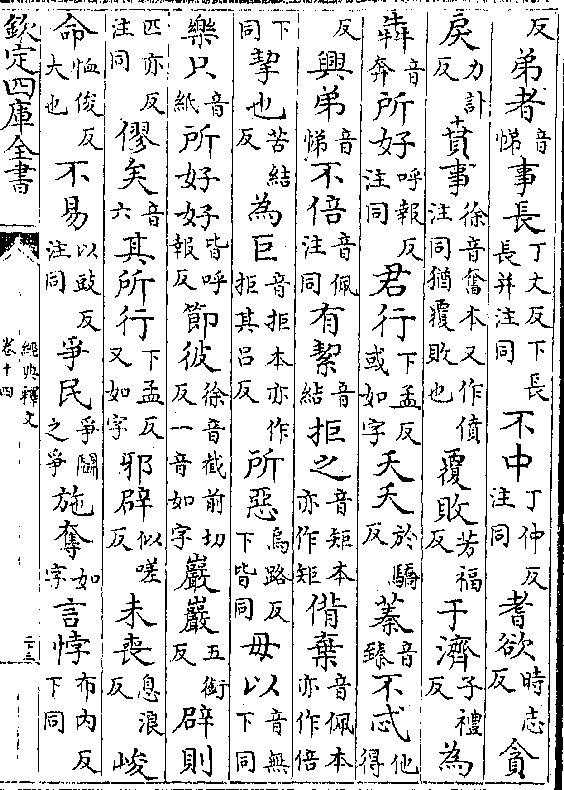 反弟者音悌事長丁丈反下長長并注同不中丁仲反注同耆欲時志反貪
戾力計反賁事徐音奮本又作僨注同猶覆敗也覆敗芳福反于濟子禮反為
犇音奔所好呼報反注同君行下孟反或如字夭夭於驕反蓁音臻不忒他得
反興弟音悌不倍音佩注同有絜音結拒之音矩本亦作矩偝棄音佩本亦作倍
下同挈也苦結反為巨音拒本亦作拒其呂反所惡烏路反下皆同毋以音無下同
樂只音紙所好好皆呼報反節彼徐音截前切反一音如字巖巖五銜反辟則
匹亦反注同僇矣音六其所行下孟反又如字邪辟似嗟反未喪息浪反峻
命恤俊反大也不易以豉反注同爭民爭鬬之爭施奪如字言悖布內反下同
欽定四庫全書
經典釋文
卷十四